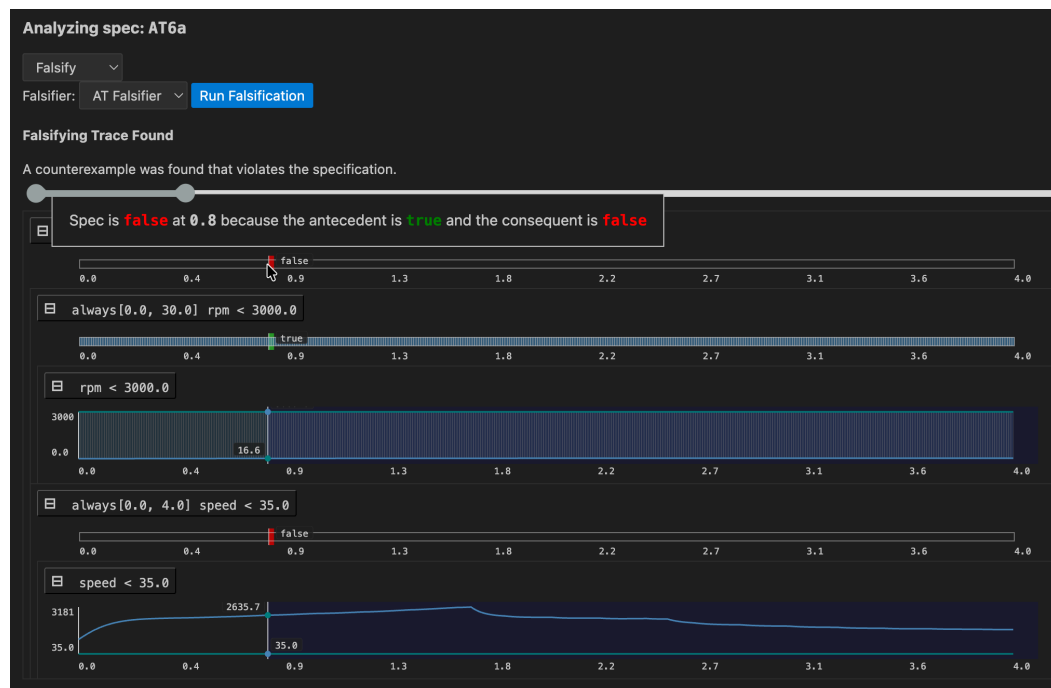 Analyzing spec: AT6a
Falsify
Falsifier: AT Falsifier Run Falsification
Falsifying Trace Found
A counterexample was found that violates the specification.
Spec is false at 0.8 because the antecedent is true and the consequent is false
false
0.0 0.4 0.9 1.3 1.8 2.2 2.7 3.1 3.6 4.0
always[0.0, 30.0] rpm < 3000.0
true
0.0 0.4 0.9 1.3 1.8 2.2 2.7 3.1 3.6 4.0
rpm < 3000.0
3000
0.0 16.6
0.0 0.4 0.9 1.3 1.8 2.2 2.7 3.1 3.6 4.0
always[0.0, 4.0] speed < 35.0
false
0.0 0.4 0.9 1.3 1.8 2.2 2.7 3.1 3.6 4.0
speed < 35.0
3181 2635.7
35.0 35.0
0.0 0.4 0.9 1.3 1.8 2.2 2.7 3.1 3.6 4.0